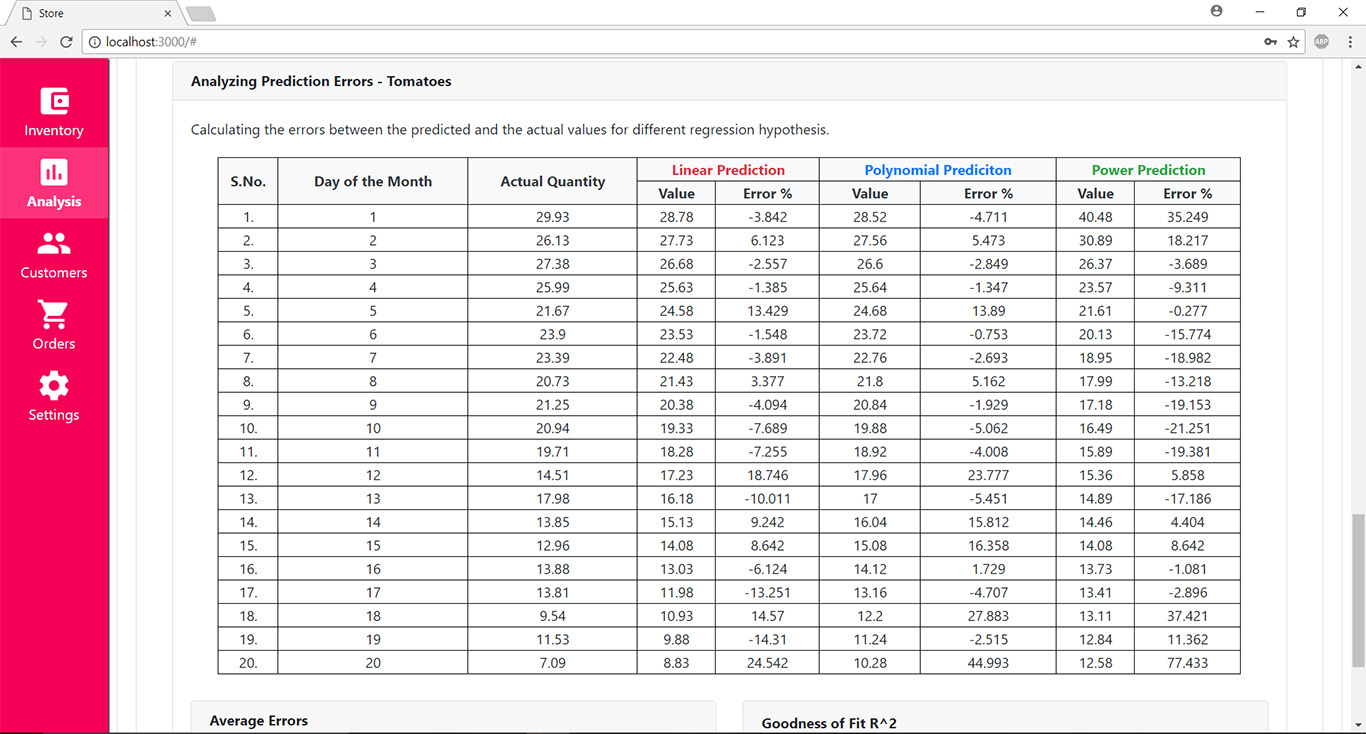 Store
localhost:3000/#
ABP
Inventory
Analysis
Customers
Orders
Settings
Analyzing Prediction Errors - Tomatoes
Calculating the errors between the predicted and the actual values for different regression hypothesis.
S.No. Day of the Month Actual Quantity Linear Prediction Polynomial Prediciton Power Prediction
Value Error % Value Error % Value Error %
1. 1 29.93 28.78 -3.842 28.52 -4.711 40.48 35.249
2. 2 26.13 27.73 6.123 27.56 5.473 30.89 18.217
3. 3 27.38 26.68 -2.557 26.6 -2.849 26.37 -3.689
4. 4 25.99 25.63 -1.385 25.64 -1.347 23.57 -9.311
5. 5 21.67 24.58 13.429 24.68 13.89 21.61 -0.277
6. 6 23.9 23.53 -1.548 23.72 -0.753 20.13 -15.774
7. 7 23.39 22.48 -3.891 22.76 -2.693 18.95 -18.982
8. 8 20.73 21.43 3.377 21.8 5.162 17.99 -13.218
9. 9 21.25 20.38 -4.094 20.84 -1.929 17.18 -19.153
10. 10 20.94 19.33 -7.689 19.88 -5.062 16.49 -21.251
11. 11 19.71 18.28 -7.255 18.92 -4.008 15.89 -19.381
12. 12 14.51 17.23 18.746 17.96 23.777 15.36 5.858
13. 13 17.98 16.18 -10.011 17 -5.451 14.89 -17.186
14. 14 13.85 15.13 9.242 16.04 15.812 14.46 4.404
15. 15 12.96 14.08 8.642 15.08 16.358 14.08 8.642
16. 16 13.88 13.03 -6.124 14.12 1.729 13.73 -1.081
17. 17 13.81 11.98 -13.251 13.16 -4.707 13.41 -2.896
18. 18 9.54 10.93 14.57 12.2 27.883 13.11 37.421
19. 19 11.53 9.88 -14.31 11.24 -2.515 12.84 11.362
20. 20 7.09 8.83 24.542 10.28 44.993 12.58 77.433
Average Errors
Goodness of Fit R^2